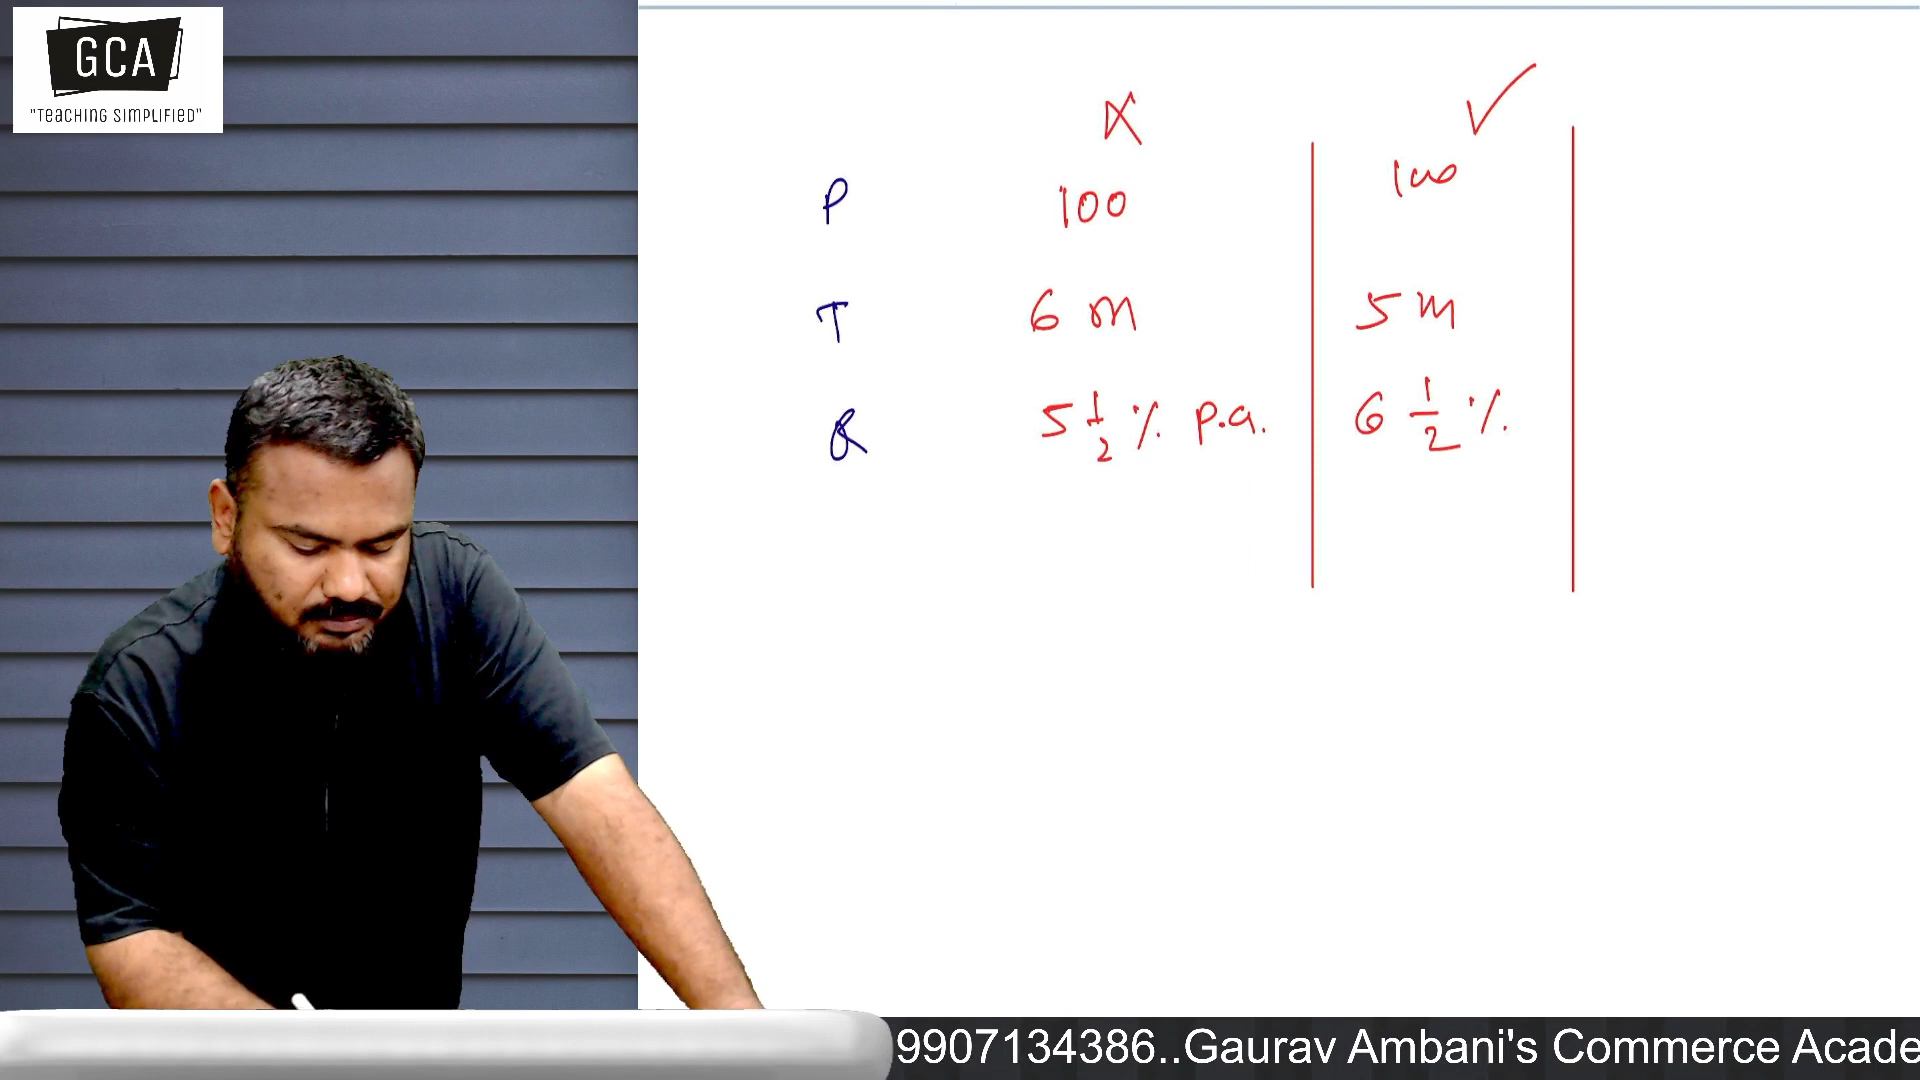 GCA
"TEACHING SIMPLIFIED"
P 100 100
T 6 m 5 m
R 5 1/2 % p.a. 6 1/2 %
9907134386..Gaurav Ambani's Commerce Acade